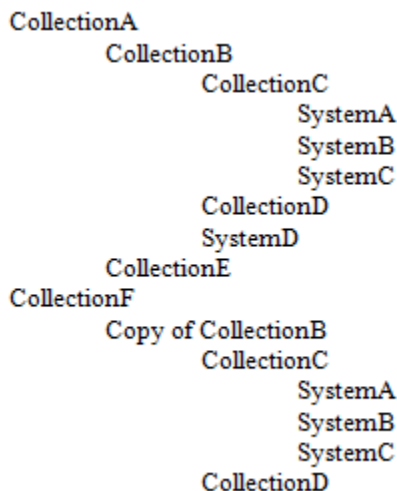 CollectionA
CollectionB
CollectionC
SystemA
SystemB
SystemC
CollectionD
SystemD
CollectionE
CollectionF
Copy of CollectionB
CollectionC
SystemA
SystemB
SystemC
CollectionD